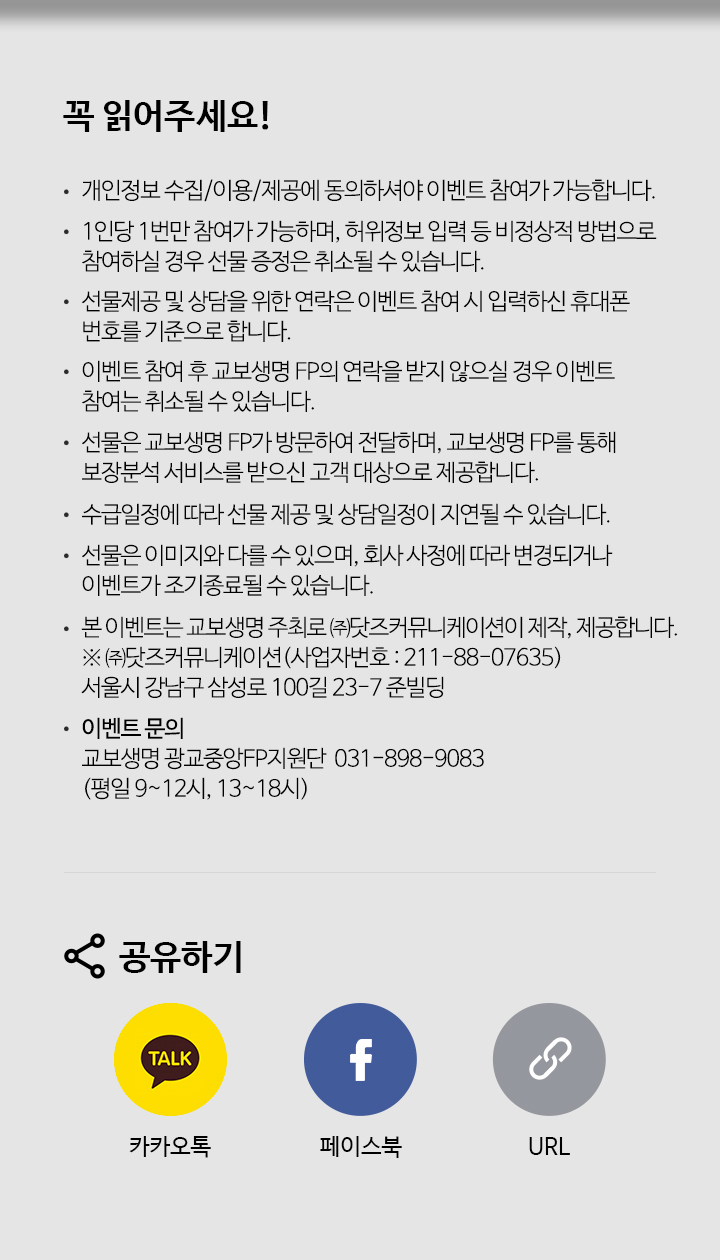 꼭 읽어주세요!
• 개인정보 수집/이용/제공에 동의하셔야 이벤트 참여가 가능합니다.
• 1인당 1번만 참여가 가능하며, 허위정보 입력 등 비정상적 방법으로
참여하실 경우 선물 증정은 취소될 수 있습니다.
• 선물제공 및 상담을 위한 연락은 이벤트 참여 시 입력하신 휴대폰
번호를 기준으로 합니다.
• 이벤트 참여 후 교보생명 FP의 연락을 받지 않으실 경우 이벤트
참여는 취소될 수 있습니다.
• 선물은 교보생명 FP가 방문하여 전달하며, 교보생명 FP를 통해
보장분석 서비스를 받으신 고객 대상으로 제공합니다.
• 수급일정에 따라 선물 제공 및 상담일정이 지연될 수 있습니다.
• 선물은 이미지와 다를 수 있으며, 회사 사정에 따라 변경되거나
이벤트가 조기종료될 수 있습니다.
• 본 이벤트는 교보생명 주최로 ㈜닷즈커뮤니케이션이 제작, 제공합니다.
※ ㈜닷즈커뮤니케이션 (사업자번호 : 211-88-07635)
서울시 강남구 삼성로 100길 23-7 준빌딩
• 이벤트 문의
교보생명 광교중앙FP지원단 031-898-9083
(평일 9~12시, 13~18시)
공유하기
TALK
카카오톡 페이스북 URL